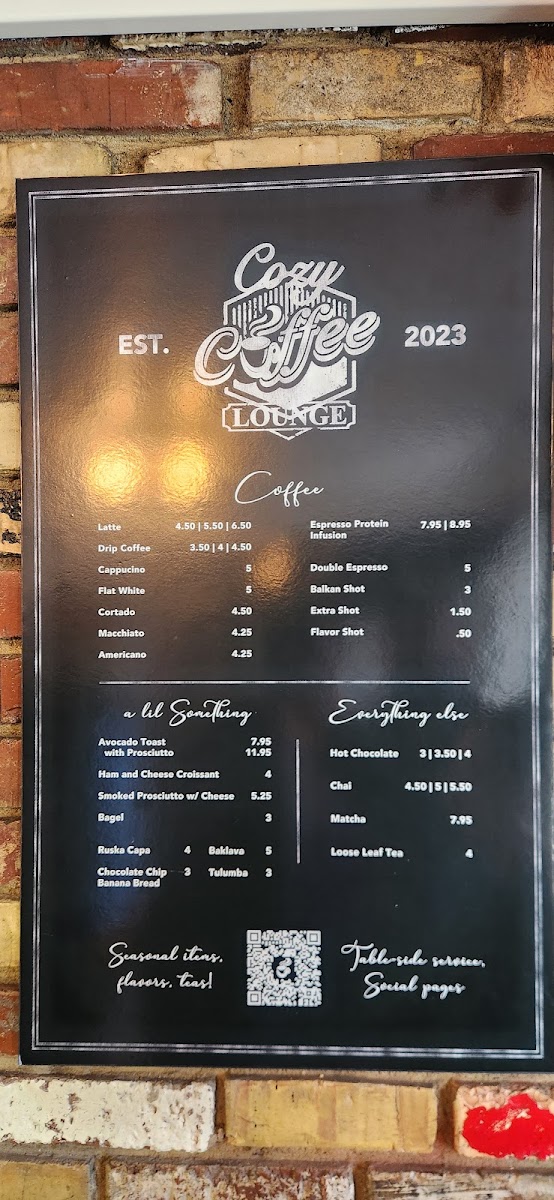 Cozy
EST. Coffee 2023
LOUNGE
Coffee
Latte 4.50 | 5.50 | 6.50
Drip Coffee 3.50 | 4 | 4.50
Cappucino 5
Flat White 5
Cortado 4.50
Macchiato 4.25
Americano 4.25
Espresso Protein 7.95 | 8.95
Infusion
Double Espresso 5
Balkan Shot 3
Extra Shot 1.50
Flavor Shot .50
a lil Something
Avocado Toast 7.95
with Prosciutto 11.95
Ham and Cheese Croissant 4
Smoked Prosciutto w/ Cheese 5.25
Bagel 3
Ruska Capa 4 Baklava 5
Chocolate Chip 3 Tulumba 3
Banana Bread
Everything else
Hot Chocolate 3 | 3.50 | 4
Chai 4.50 | 5 | 5.50
Matcha 7.95
Loose Leaf Tea 4
Seasonal items,
flavors, teas!
Table-side service,
Social pages